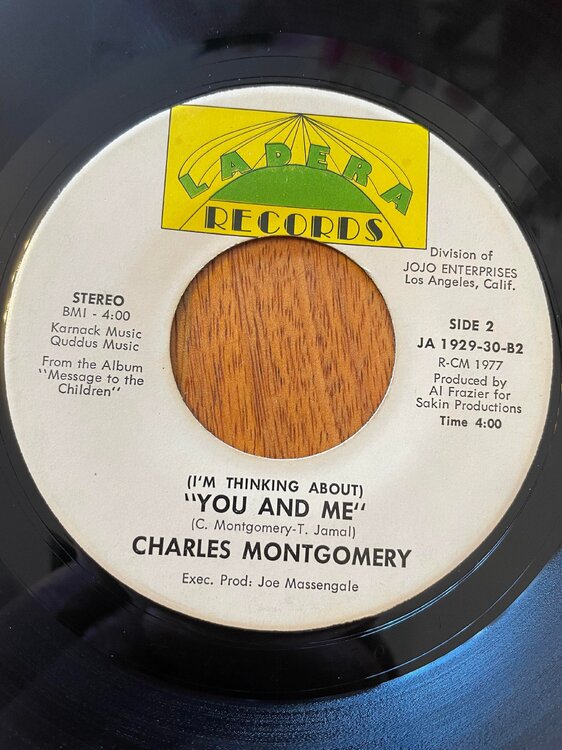 LADERA
RECORDS
Division of
JOJO ENTERPRISES
Los Angeles, Calif.
STEREO
BMI - 4:00
Karnack Music
Quddus Music
From the Album
"Message to the
Children"
SIDE 2
JA 1929-30-B2
R-CM 1977
Produced by
Al Frazier for
Sakin Productions
Time 4:00
(I'M THINKING ABOUT)
"YOU AND ME"
(C. Montgomery-T. Jamal)
CHARLES MONTGOMERY
Exec. Prod: Joe Massengale